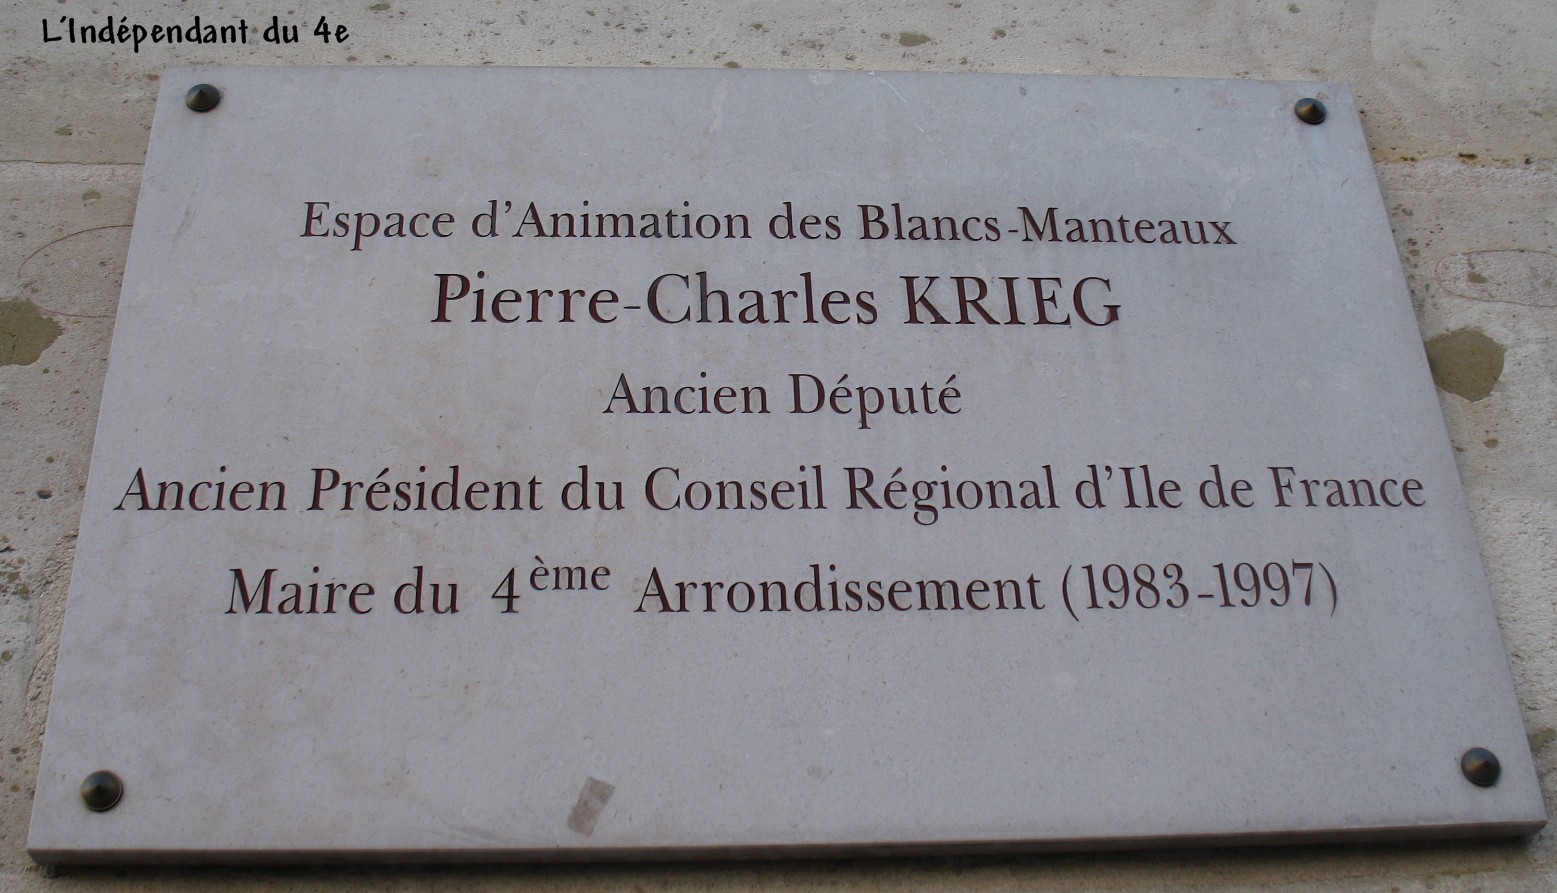 L'Indépendant du 4e
Espace d'Animation des Blancs-Manteaux
Pierre-Charles KRIEG
Ancien Député
Ancien Président du Conseil Régional d'Ile de France
Maire du 4ème Arrondissement (1983-1997)